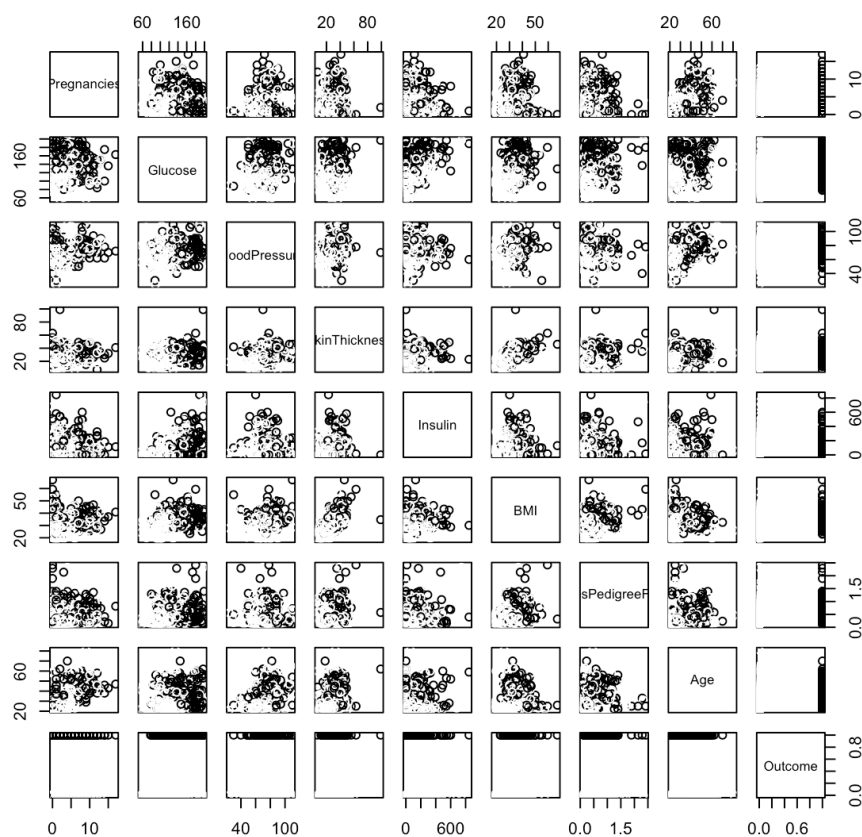 60 160 20 80 20 50 20 60
Pregnancies 0 10
60 160 Glucose
oodPressur 40 100
20 80 kinThicknes
Insulin 0 600
20 50 BMI
sPedigreeF 0.0 1.5
20 60 Age
Outcome 0.0 0.8
0 10 40 100 0 600 0.0 1.5 0.0 0.6